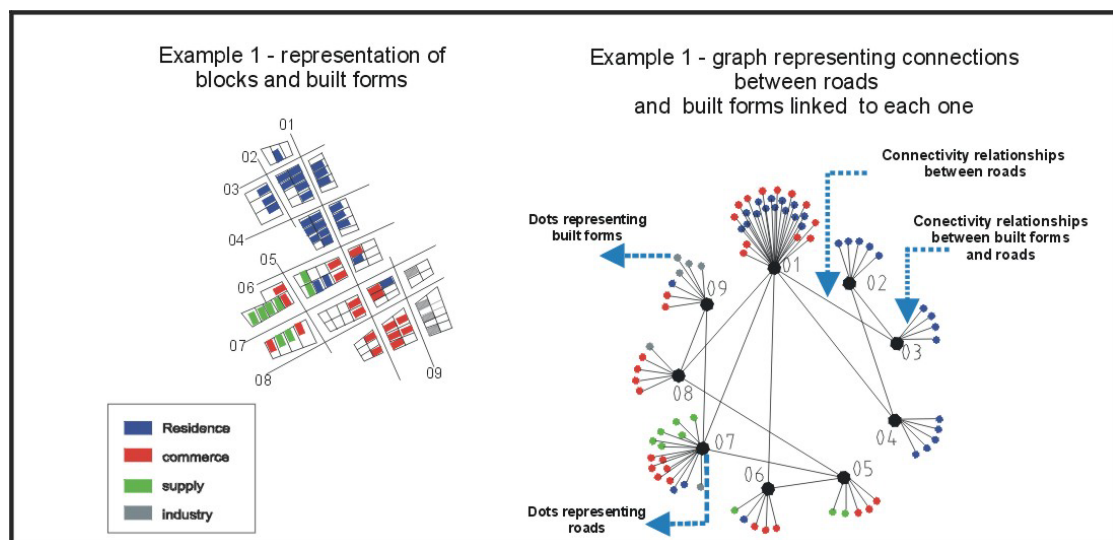 Example 1 - representation of
blocks and built forms
01
02
03
04
05
06
07
08
09
Residence
commerce
supply
industry
Example 1 - graph representing connections
between roads
and built forms linked to each one
Connectivity relationships
between roads
Dots representing
built forms
Conectivity relationships
between built forms
and roads
01
02
03
04
05
06
07
08
09
Dots representing
roads